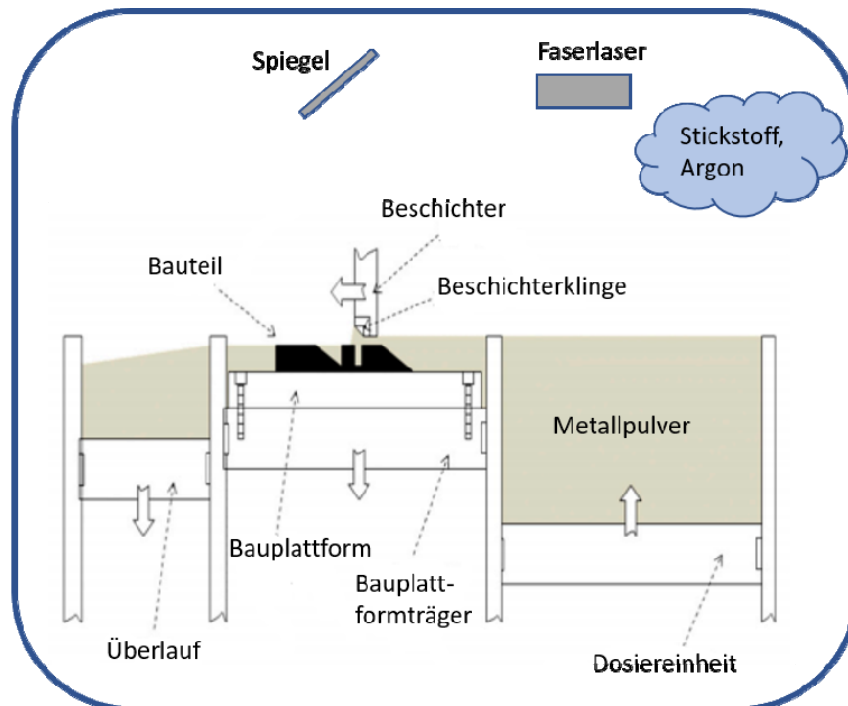 Spiegel
Faserlaser
Stickstoff,
Argon
Beschichter
Bauteil
Beschichterklinge
Metallpulver
Bauplattform
Bauplatt-
formträger
Überlauf
Dosiereinheit